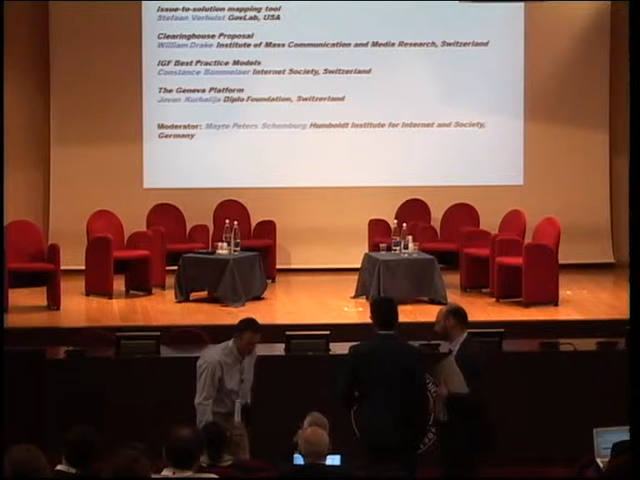 Issue-to-solution mapping tool
Stefaan Verhulst GovLab, USA
Clearinghouse Proposal
William Drake Institute of Mass Communication and Media Research, Switzerland
IGF Best Practice Models
Constance Bommelaer Internet Society, Switzerland
The Geneva Platform
Jovan Kurbalija Diplo Foundation, Switzerland
Moderator: Mayte Peters Schomburg Humboldt Institute for Internet and Society,
Germany